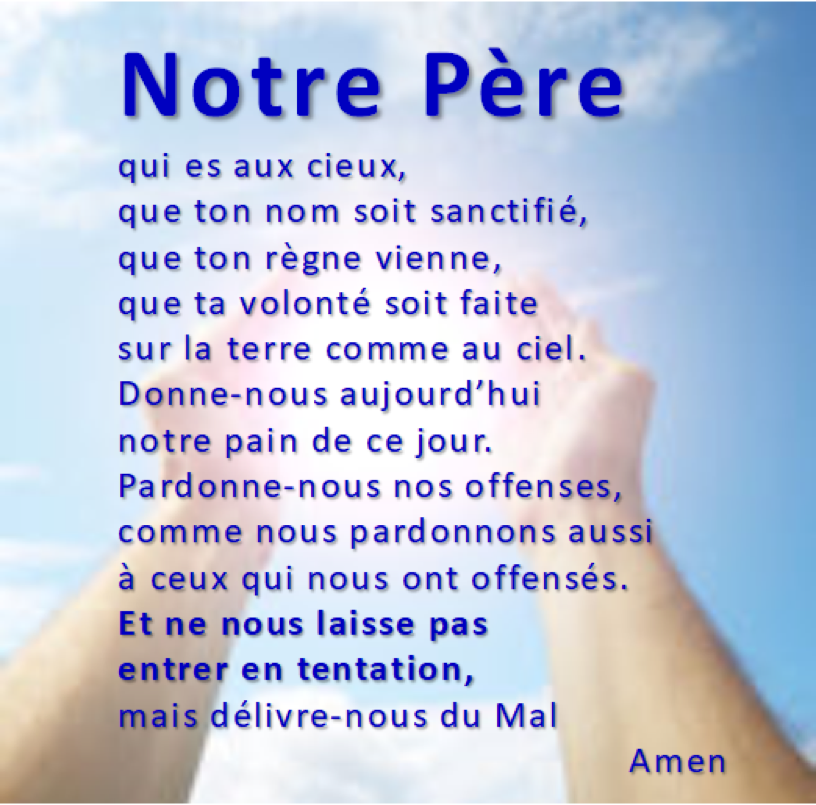 Notre Père
qui es aux cieux,
que ton nom soit sanctifié,
que ton règne vienne,
que ta volonté soit faite
sur la terre comme au ciel.
Donne-nous aujourd’hui
notre pain de ce jour.
Pardonne-nous nos offenses,
comme nous pardonnons aussi
à ceux qui nous ont offensés.
Et ne nous laisse pas
entrer en tentation,
mais délivre-nous du Mal
Amen